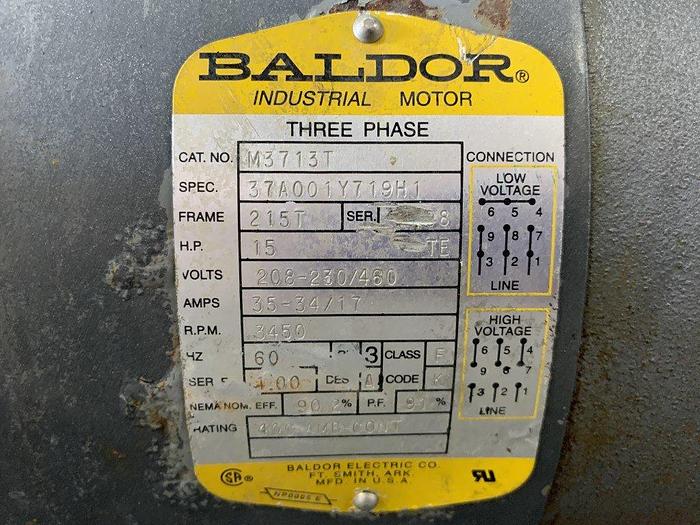 BALDOR®
INDUSTRIAL MOTOR
THREE PHASE
CAT. NO. M3713T
SPEC. 37A001Y719H1
FRAME 215T SER.
H.P. 15 TE
VOLTS 208-230/460
AMPS 35-34/17
R.P.M. 3450
HZ 60 3 CLASS F
SER F 1.00 DES A CODE K
NEMA NOM. EFF. % P.F. %
RATING 40C AMB-CONT
CONNECTION
LOW
VOLTAGE
6 5 4
9 8 7
3 2 1
LINE
HIGH
VOLTAGE
6 5 4
9 8 7
3 2 1
LINE
BALDOR ELECTRIC CO.
FT. SMITH, ARK.
MFD. IN U.S.A.